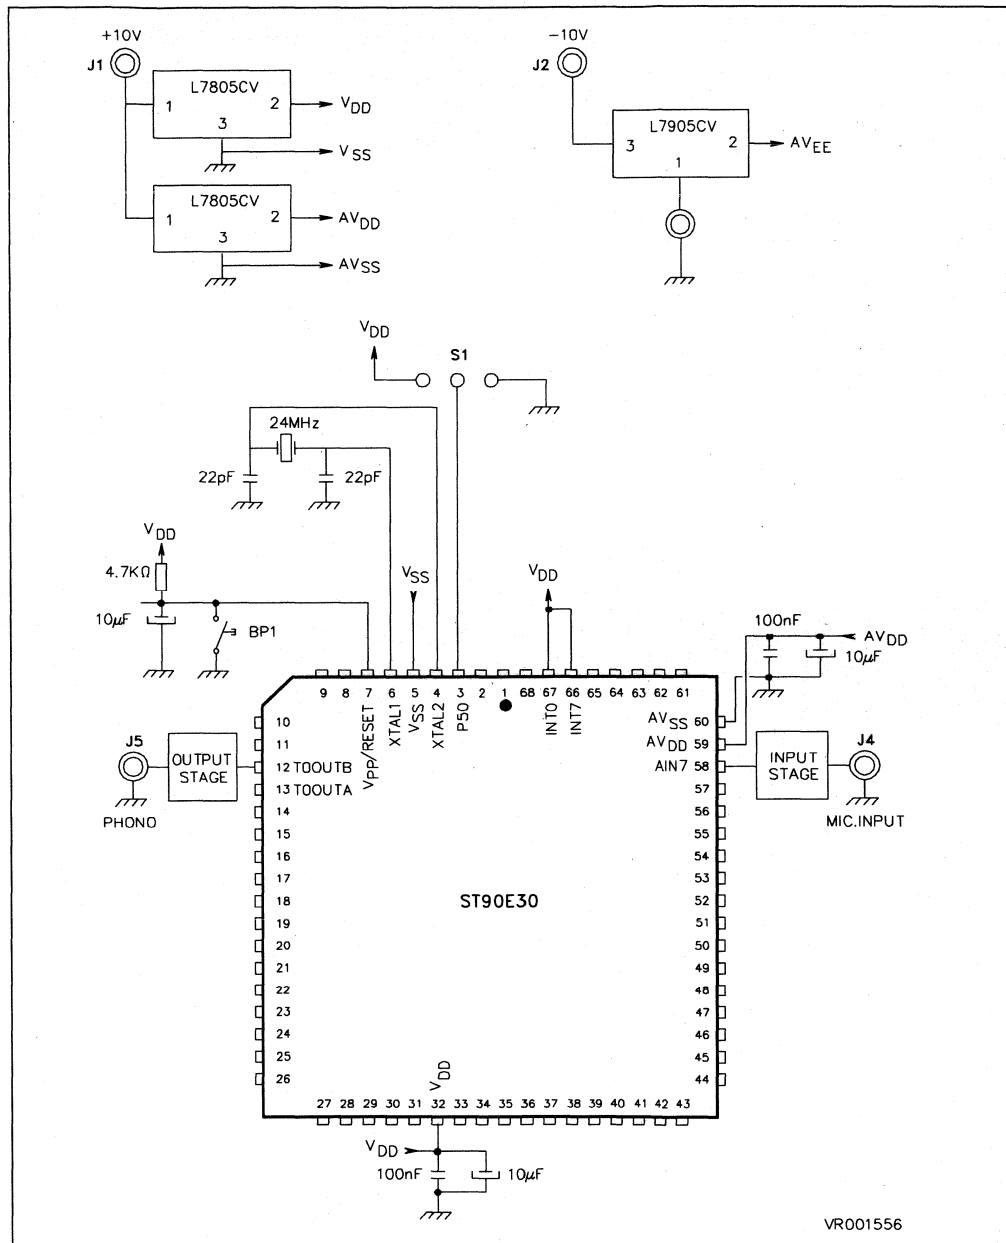 +10V
J1
L7805CV
1 2
3
VDD
VSS
L7805CV
1 2
3
AVDD
AVSS
-10V
J2
L7905CV
3 2
1
AVEE
VDD
S1
24MHz
22pF
22pF
VDD
4.7KΩ
10µF
BP1
VSS
VDD
100nF
AVDD
10µF
9 8 7 6 5 4 3 2 1 68 67 66 65 64 63 62 61
VPP/RESET
XTAL1
VSS
XTAL2
P50
INT0
INT7
10
11
12 T0OUTB
13 T0OUTA
14
15
16
17
18
19
20
21
22
23
24
25
26
J5
OUTPUT
STAGE
PHONO
AVSS 60
AVDD 59
AIN7 58
57
56
55
54
53
52
51
50
49
48
47
46
45
44
INPUT
STAGE
J4
MIC.INPUT
ST90E30
VDD
27 28 29 30 31 32 33 34 35 36 37 38 39 40 41 42 43
VDD
100nF
10µF
VR001556